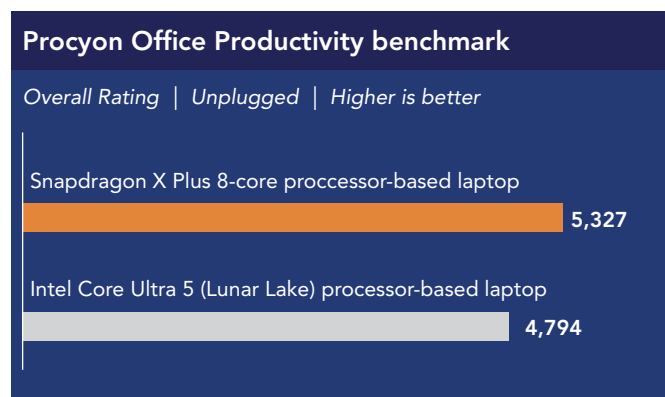 Procyon Office Productivity benchmark
Overall Rating | Unplugged | Higher is better
Snapdragon X Plus 8-core proccessor-based laptop
5,327
Intel Core Ultra 5 (Lunar Lake) processor-based laptop
4,794